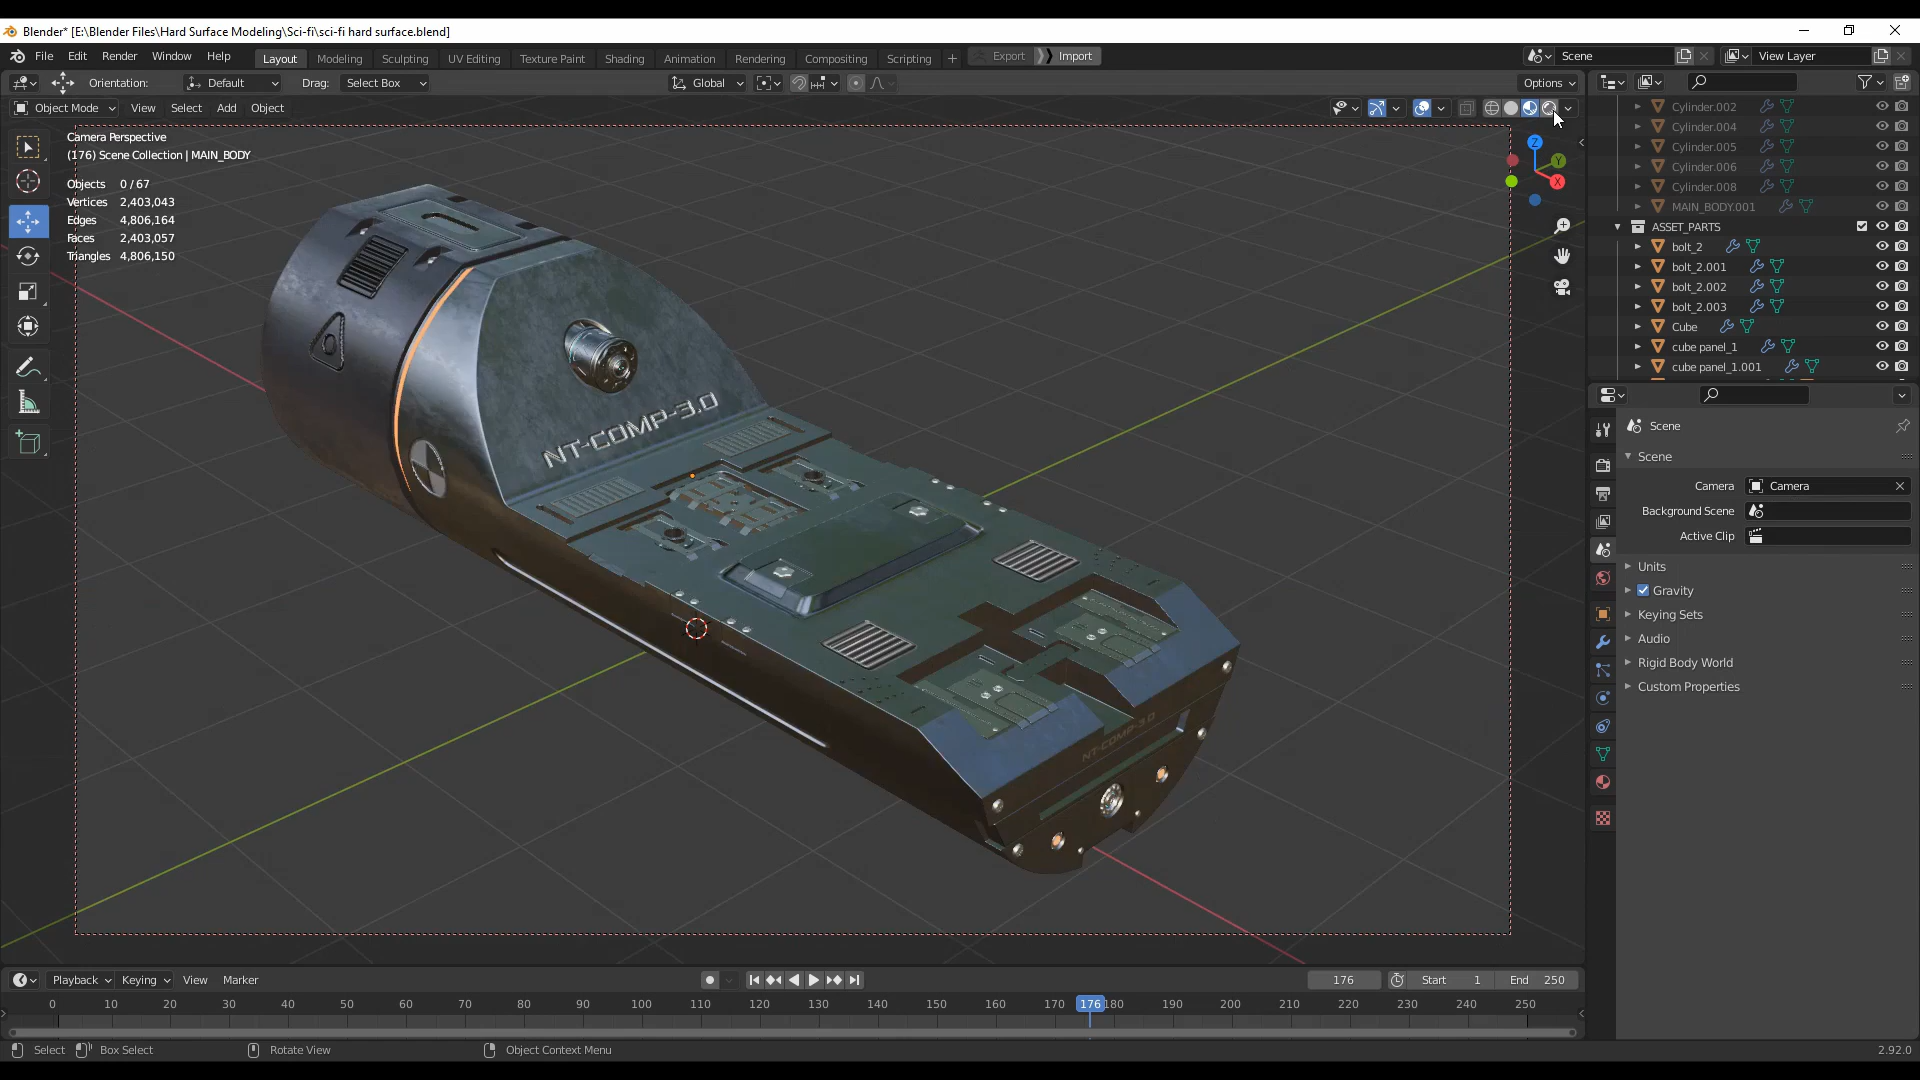 Blender* [E:\Blender Files\Hard Surface Modeling\Sci-fi\sci-fi hard surface.blend]
File Edit Render Window Help Layout Modeling Sculpting UV Editing Texture Paint Shading Animation Rendering Compositing Scripting + Export Import Scene View Layer
Orientation: Default Drag: Select Box Global Options
Object Mode View Select Add Object
Camera Perspective
(176) Scene Collection | MAIN_BODY
Objects 0 / 67
Vertices 2,403,043
Edges 4,806,164
Faces 2,403,057
Triangles 4,806,150
Z
Y
X
NT-COMP-3.0
NT-COMP-3.0
Cylinder.002
Cylinder.004
Cylinder.005
Cylinder.006
Cylinder.008
MAIN_BODY.001
ASSET_PARTS
bolt_2
bolt_2.001
bolt_2.002
bolt_2.003
Cube
cube panel_1
cube panel_1.001
Scene
Scene
Camera Camera
Background Scene
Active Clip
Units
Gravity
Keying Sets
Audio
Rigid Body World
Custom Properties
Playback Keying View Marker 176 Start 1 End 250
0 10 20 30 40 50 60 70 80 90 100 110 120 130 140 150 160 170 176 180 190 200 210 220 230 240 250
Select Box Select Rotate View Object Context Menu 2.92.0